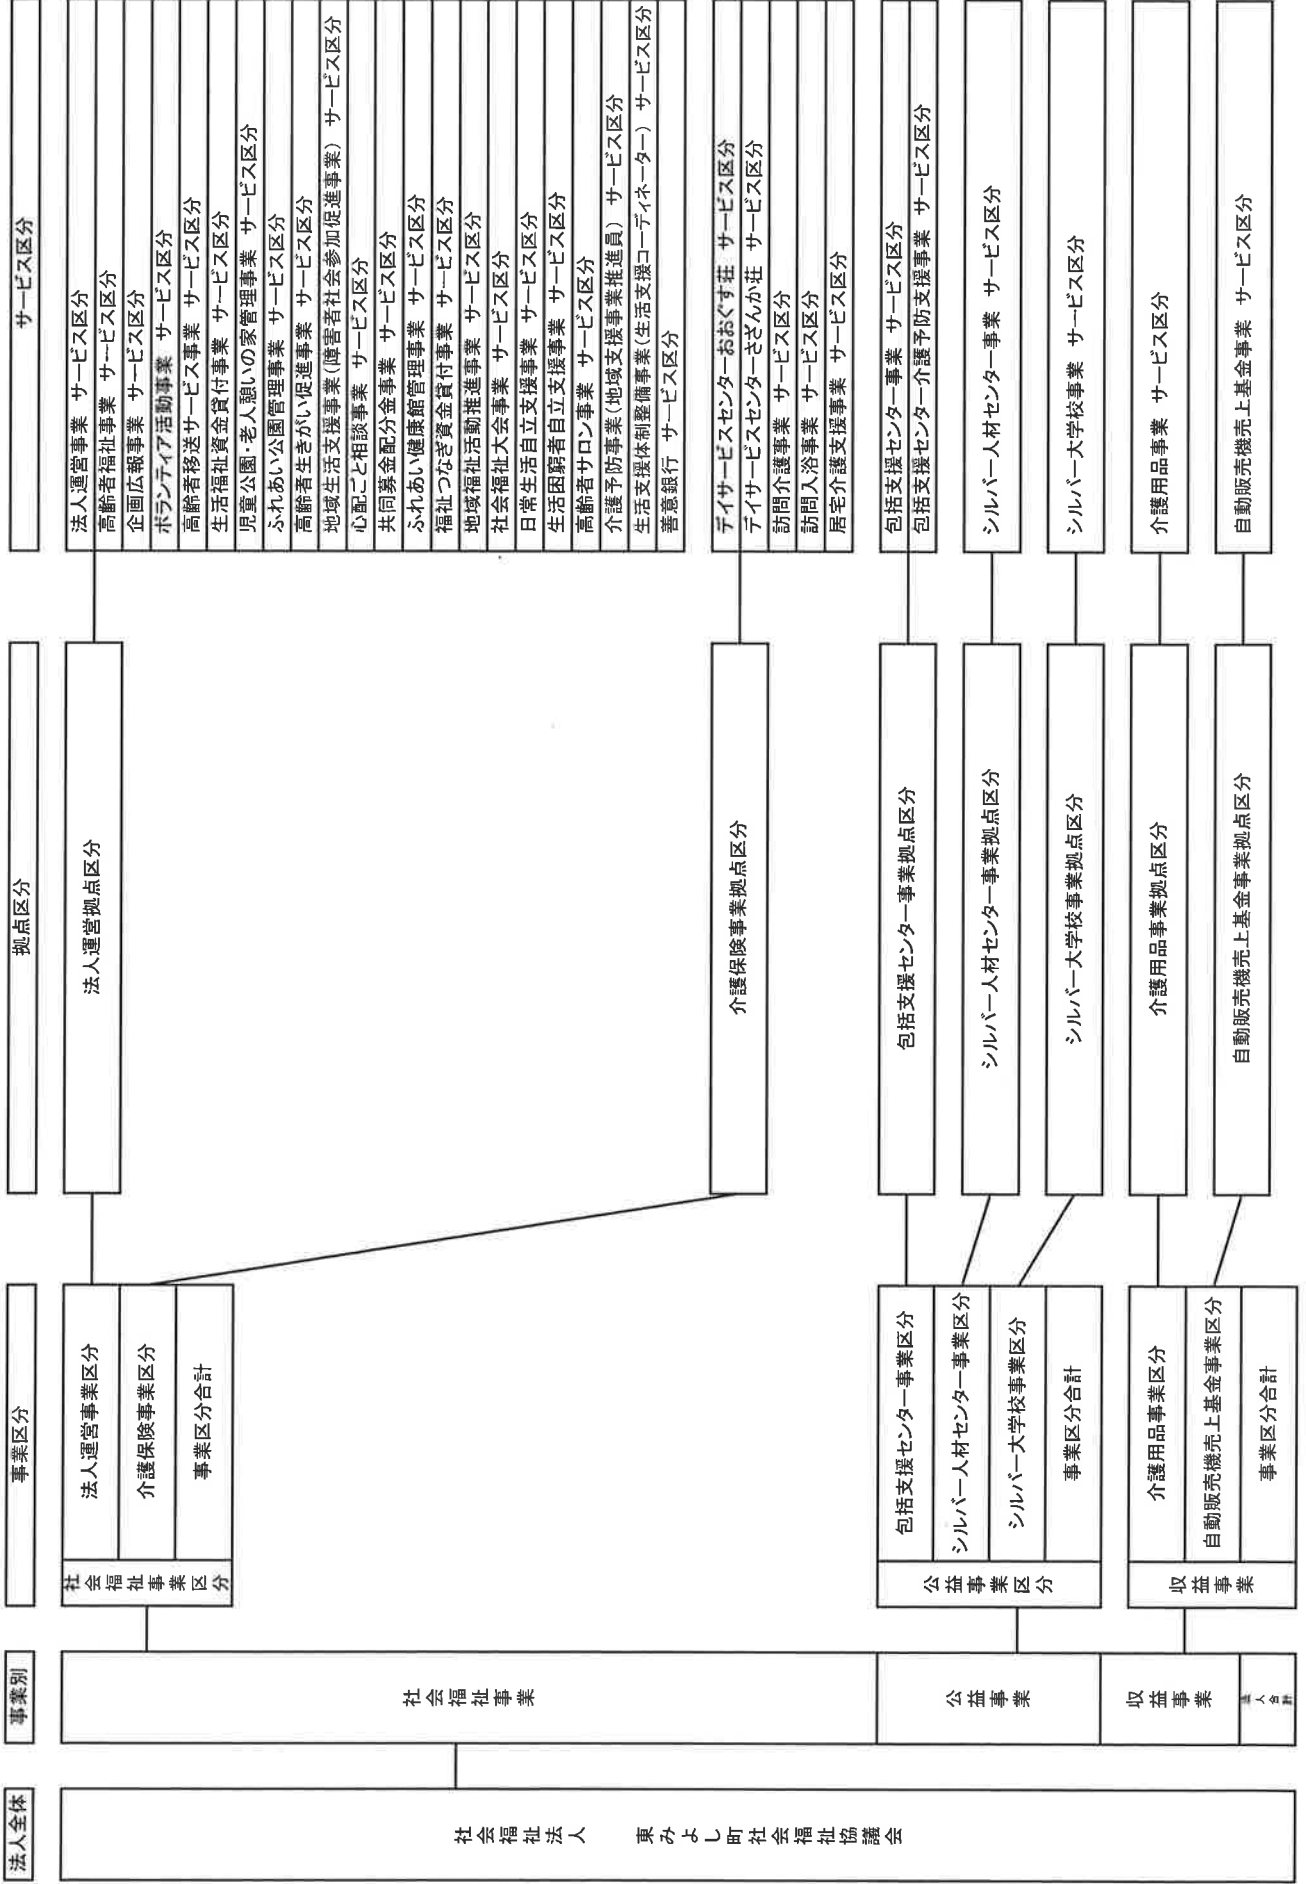 法人全体
事業別
事業区分
拠点区分
サービス区分
社会福祉法人　東みよし町社会福祉協議会
社会福祉事業
公益事業
収益事業
法人合計
社会福祉事業区分
法人運営事業区分
介護保険事業区分
事業区分合計
公益事業区分
包括支援センター事業区分
シルバー人材センター事業区分
シルバー大学校事業区分
事業区分合計
収益事業
介護用品事業区分
自動販売機売上基金事業区分
事業区分合計
法人運営拠点区分
介護保険事業拠点区分
包括支援センター事業拠点区分
シルバー人材センター事業拠点区分
シルバー大学校事業拠点区分
介護用品事業拠点区分
自動販売機売上基金事業拠点区分
法人運営事業　サービス区分
高齢者福祉事業　サービス区分
企画広報事業　サービス区分
ボランティア活動事業　サービス区分
高齢者移送サービス事業　サービス区分
生活福祉資金貸付事業　サービス区分
児童公園・老人憩いの家管理事業　サービス区分
ふれあい公園管理事業　サービス区分
高齢者生きがい促進事業　サービス区分
地域生活支援事業(障害者社会参加促進事業)　サービス区分
心配ごと相談事業　サービス区分
共同募金配分金事業　サービス区分
ふれあい健康館管理事業　サービス区分
福祉つなぎ資金貸付事業　サービス区分
地域福祉活動推進事業　サービス区分
社会福祉大会事業　サービス区分
日常生活自立支援事業　サービス区分
生活困窮者自立支援事業　サービス区分
高齢者サロン事業　サービス区分
介護予防事業(地域支援事業推進員)　サービス区分
生活支援体制整備事業(生活支援コーディネーター)　サービス区分
善意銀行　サービス区分
デイサービスセンターおおぐす荘　サービス区分
デイサービスセンターさざんか荘　サービス区分
訪問介護事業　サービス区分
訪問入浴事業　サービス区分
居宅介護支援事業　サービス区分
包括支援センター事業　サービス区分
包括支援センター介護予防支援事業　サービス区分
シルバー人材センター事業　サービス区分
シルバー大学校事業　サービス区分
介護用品事業　サービス区分
自動販売機売上基金事業　サービス区分